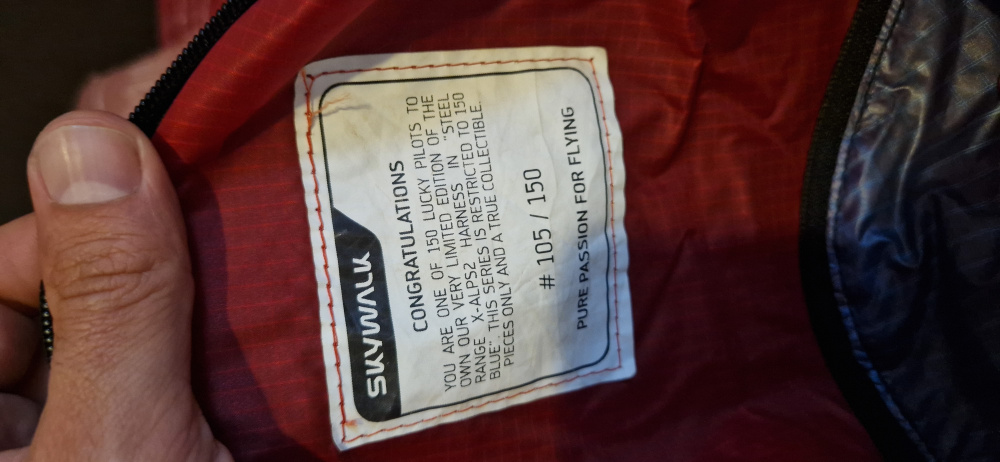 SKYWALK
CONGRATULATIONS
YOU ARE ONE OF 150 LUCKY PILOTS TO
OWN OUR VERY LIMITED EDITION OF THE
RANGE X-ALPS2 HARNESS IN "STEEL
BLUE". THIS SERIES IS RESTRICTED TO 150
PIECES ONLY AND A TRUE COLLECTIBLE.
# 105 / 150
PURE PASSION FOR FLYING